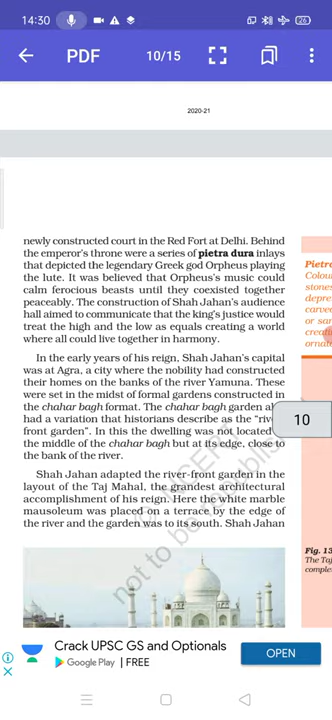 14:30
26
PDF
10/15
2020-21
newly constructed court in the Red Fort at Delhi. Behind
the emperor's throne were a series of pietra dura inlays
that depicted the legendary Greek god Orpheus playing
the lute. It was believed that Orpheus's music could
calm ferocious beasts until they coexisted together
peaceably. The construction of Shah Jahan's audience
hall aimed to communicate that the king's justice would
treat the high and the low as equals creating a world
where all could live together in harmony.
In the early years of his reign, Shah Jahan's capital
was at Agra, a city where the nobility had constructed
their homes on the banks of the river Yamuna. These
were set in the midst of formal gardens constructed in
the chahar bagh format. The chahar bagh garden
had a variation that historians describe as the
front garden". In this the dwelling was not located
the middle of the chahar bagh but at its edge, close to
the bank of the river.
Shah Jahan adapted the river-front garden in the
layout of the Taj Mahal, the grandest architectural
accomplishment of his reign. Here the white marble
mausoleum was placed on a terrace by the edge of
the river and the garden was to its south. Shah Jahan
Pietr
Colou
stones
depre
carve
or sar
creati
ornat
10
not to be republished
Fig. 13
The Taj
comple
Crack UPSC GS and Optionals
Google Play | FREE
OPEN